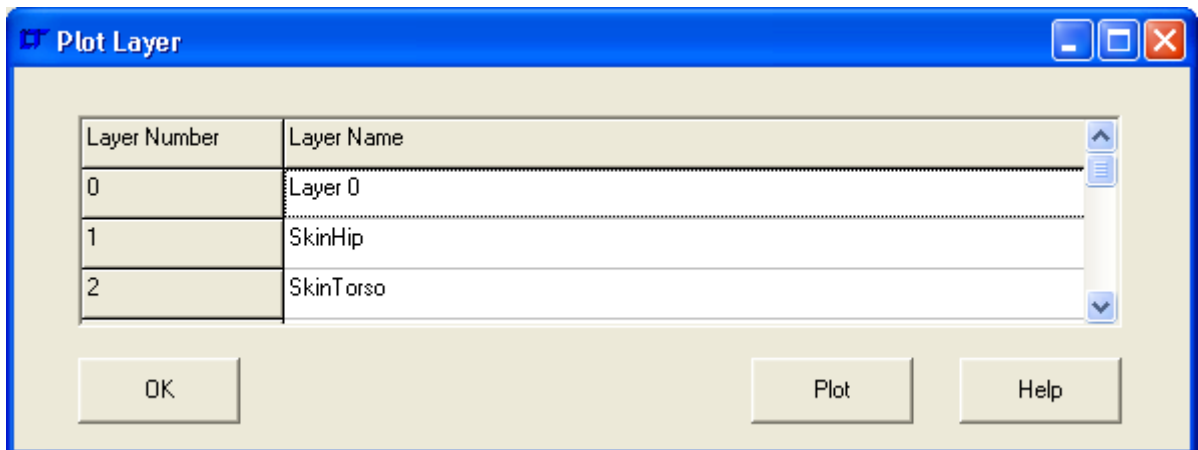 Plot Layer
Layer Number Layer Name
0 Layer 0
1 SkinHip
2 SkinTorso
OK Plot Help